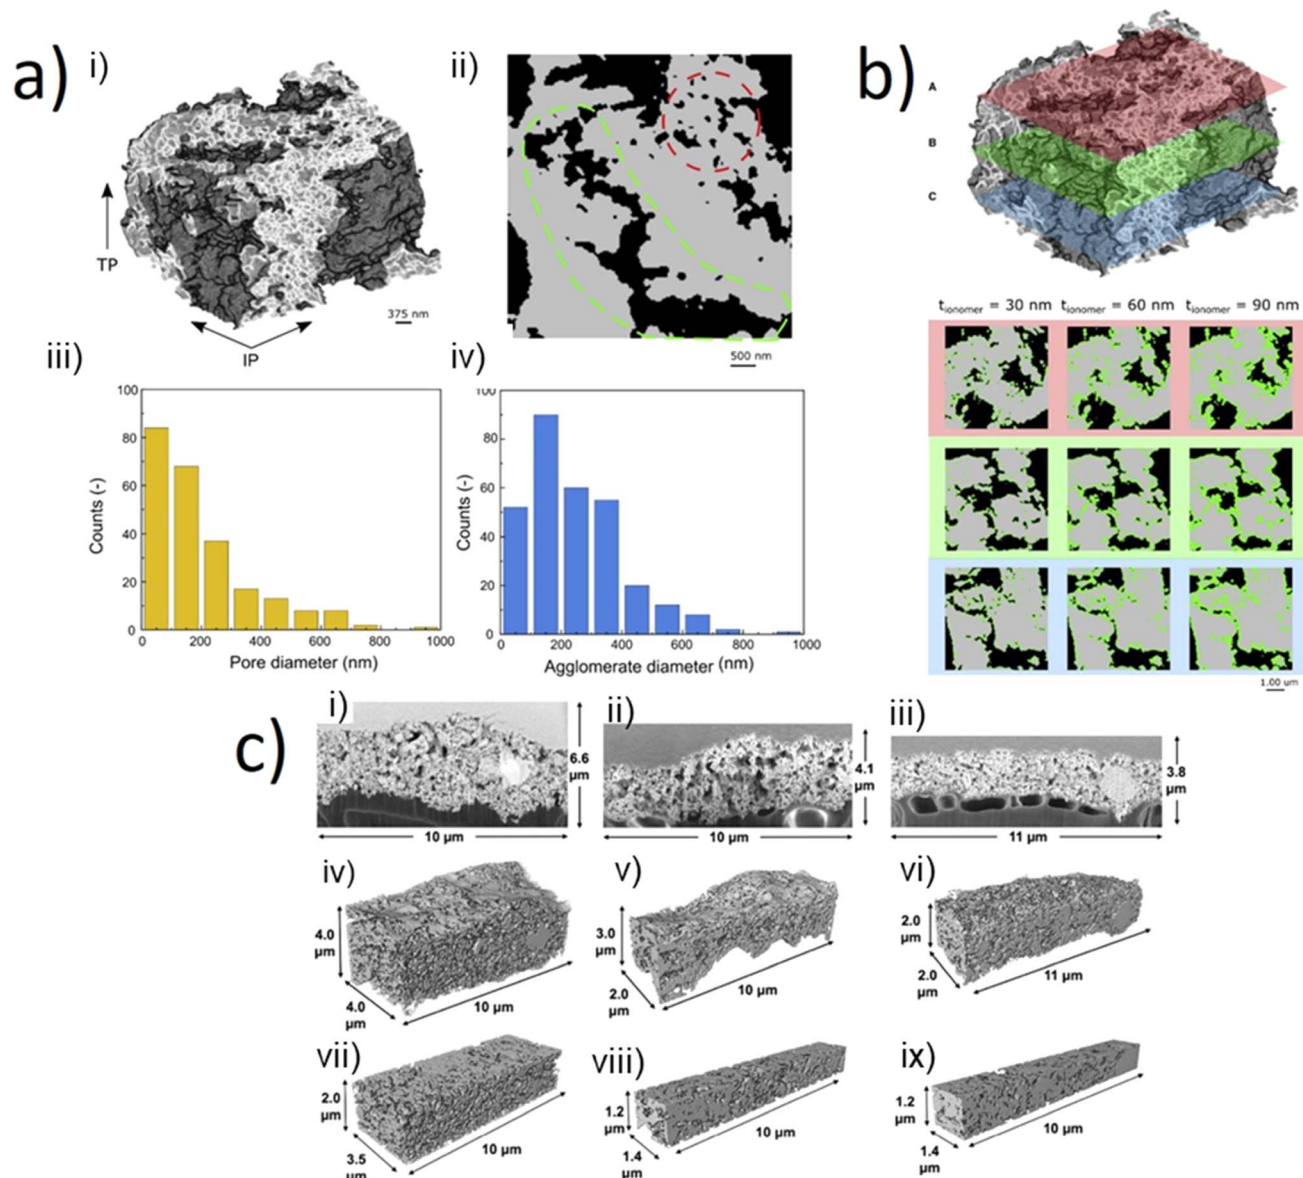 a)
i)
TP
IP
375 nm
ii)
500 nm
iii)
100
80
60
40
20
0
Counts (-)
0 200 400 600 800 1000
Pore diameter (nm)
iv)
100
80
60
40
20
0
Counts (-)
0 200 400 600 800 1000
Agglomerate diameter (nm)
b)
A
B
C
tionomer = 30 nm tionomer = 60 nm tionomer = 90 nm
1.00 um
c)
i)
6.6
µm
10 µm
ii)
4.1
µm
10 µm
iii)
3.8
µm
11 µm
iv)
4.0
µm
4.0
µm
10 µm
v)
3.0
µm
2.0
µm
10 µm
vi)
2.0
µm
2.0
µm
11 µm
vii)
2.0
µm
3.5
µm
10 µm
viii)
1.2
µm
1.4
µm
10 µm
ix)
1.2
µm
1.4
µm
10 µm